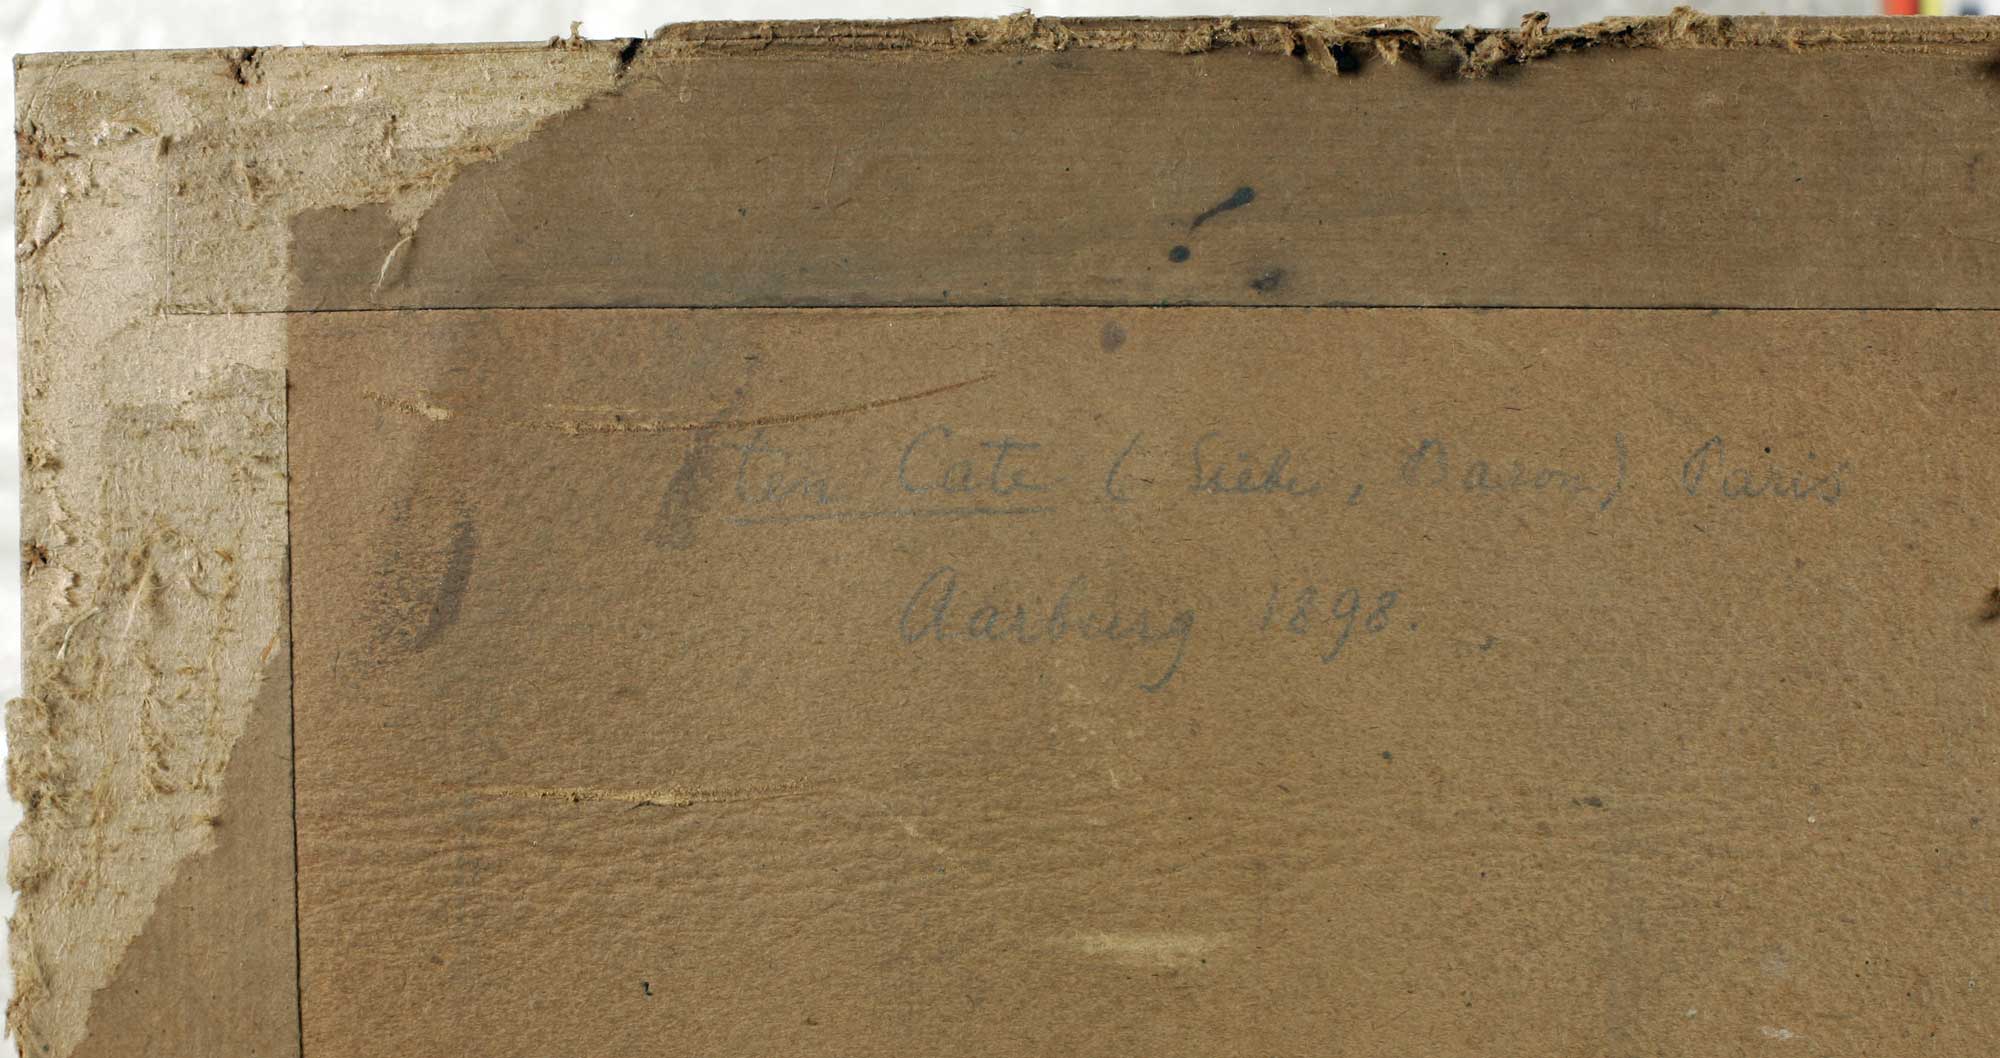 ten Cate (Siebe, Baron) Paris
Aarburg 1898.